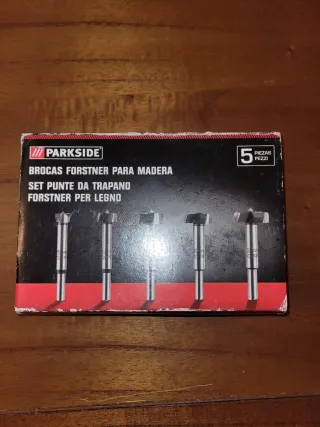 PARKSIDE
5 PIEZAS
PEZZI
BROCAS FORSTNER PARA MADERA
SET PUNTE DA TRAPANO
FORSTNER PER LEGNO